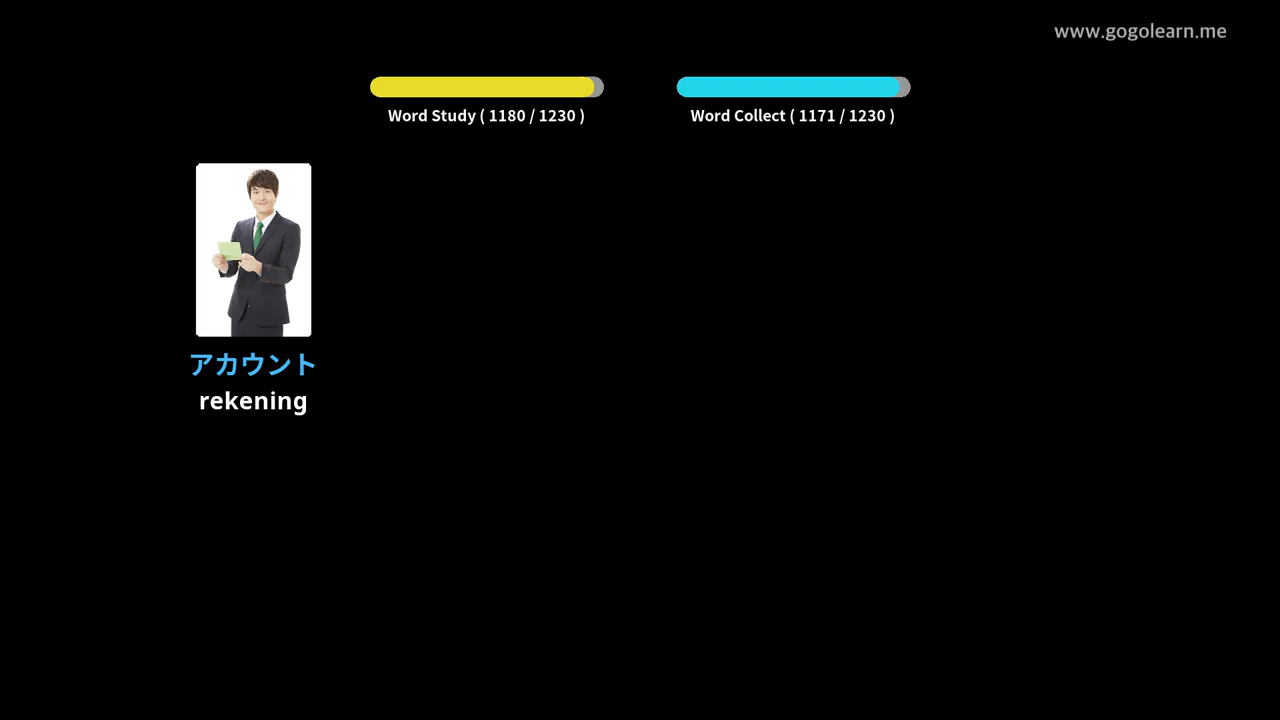 www.gogolearn.me
Word Study ( 1180 / 1230 )
Word Collect ( 1171 / 1230 )
アカウント
rekening